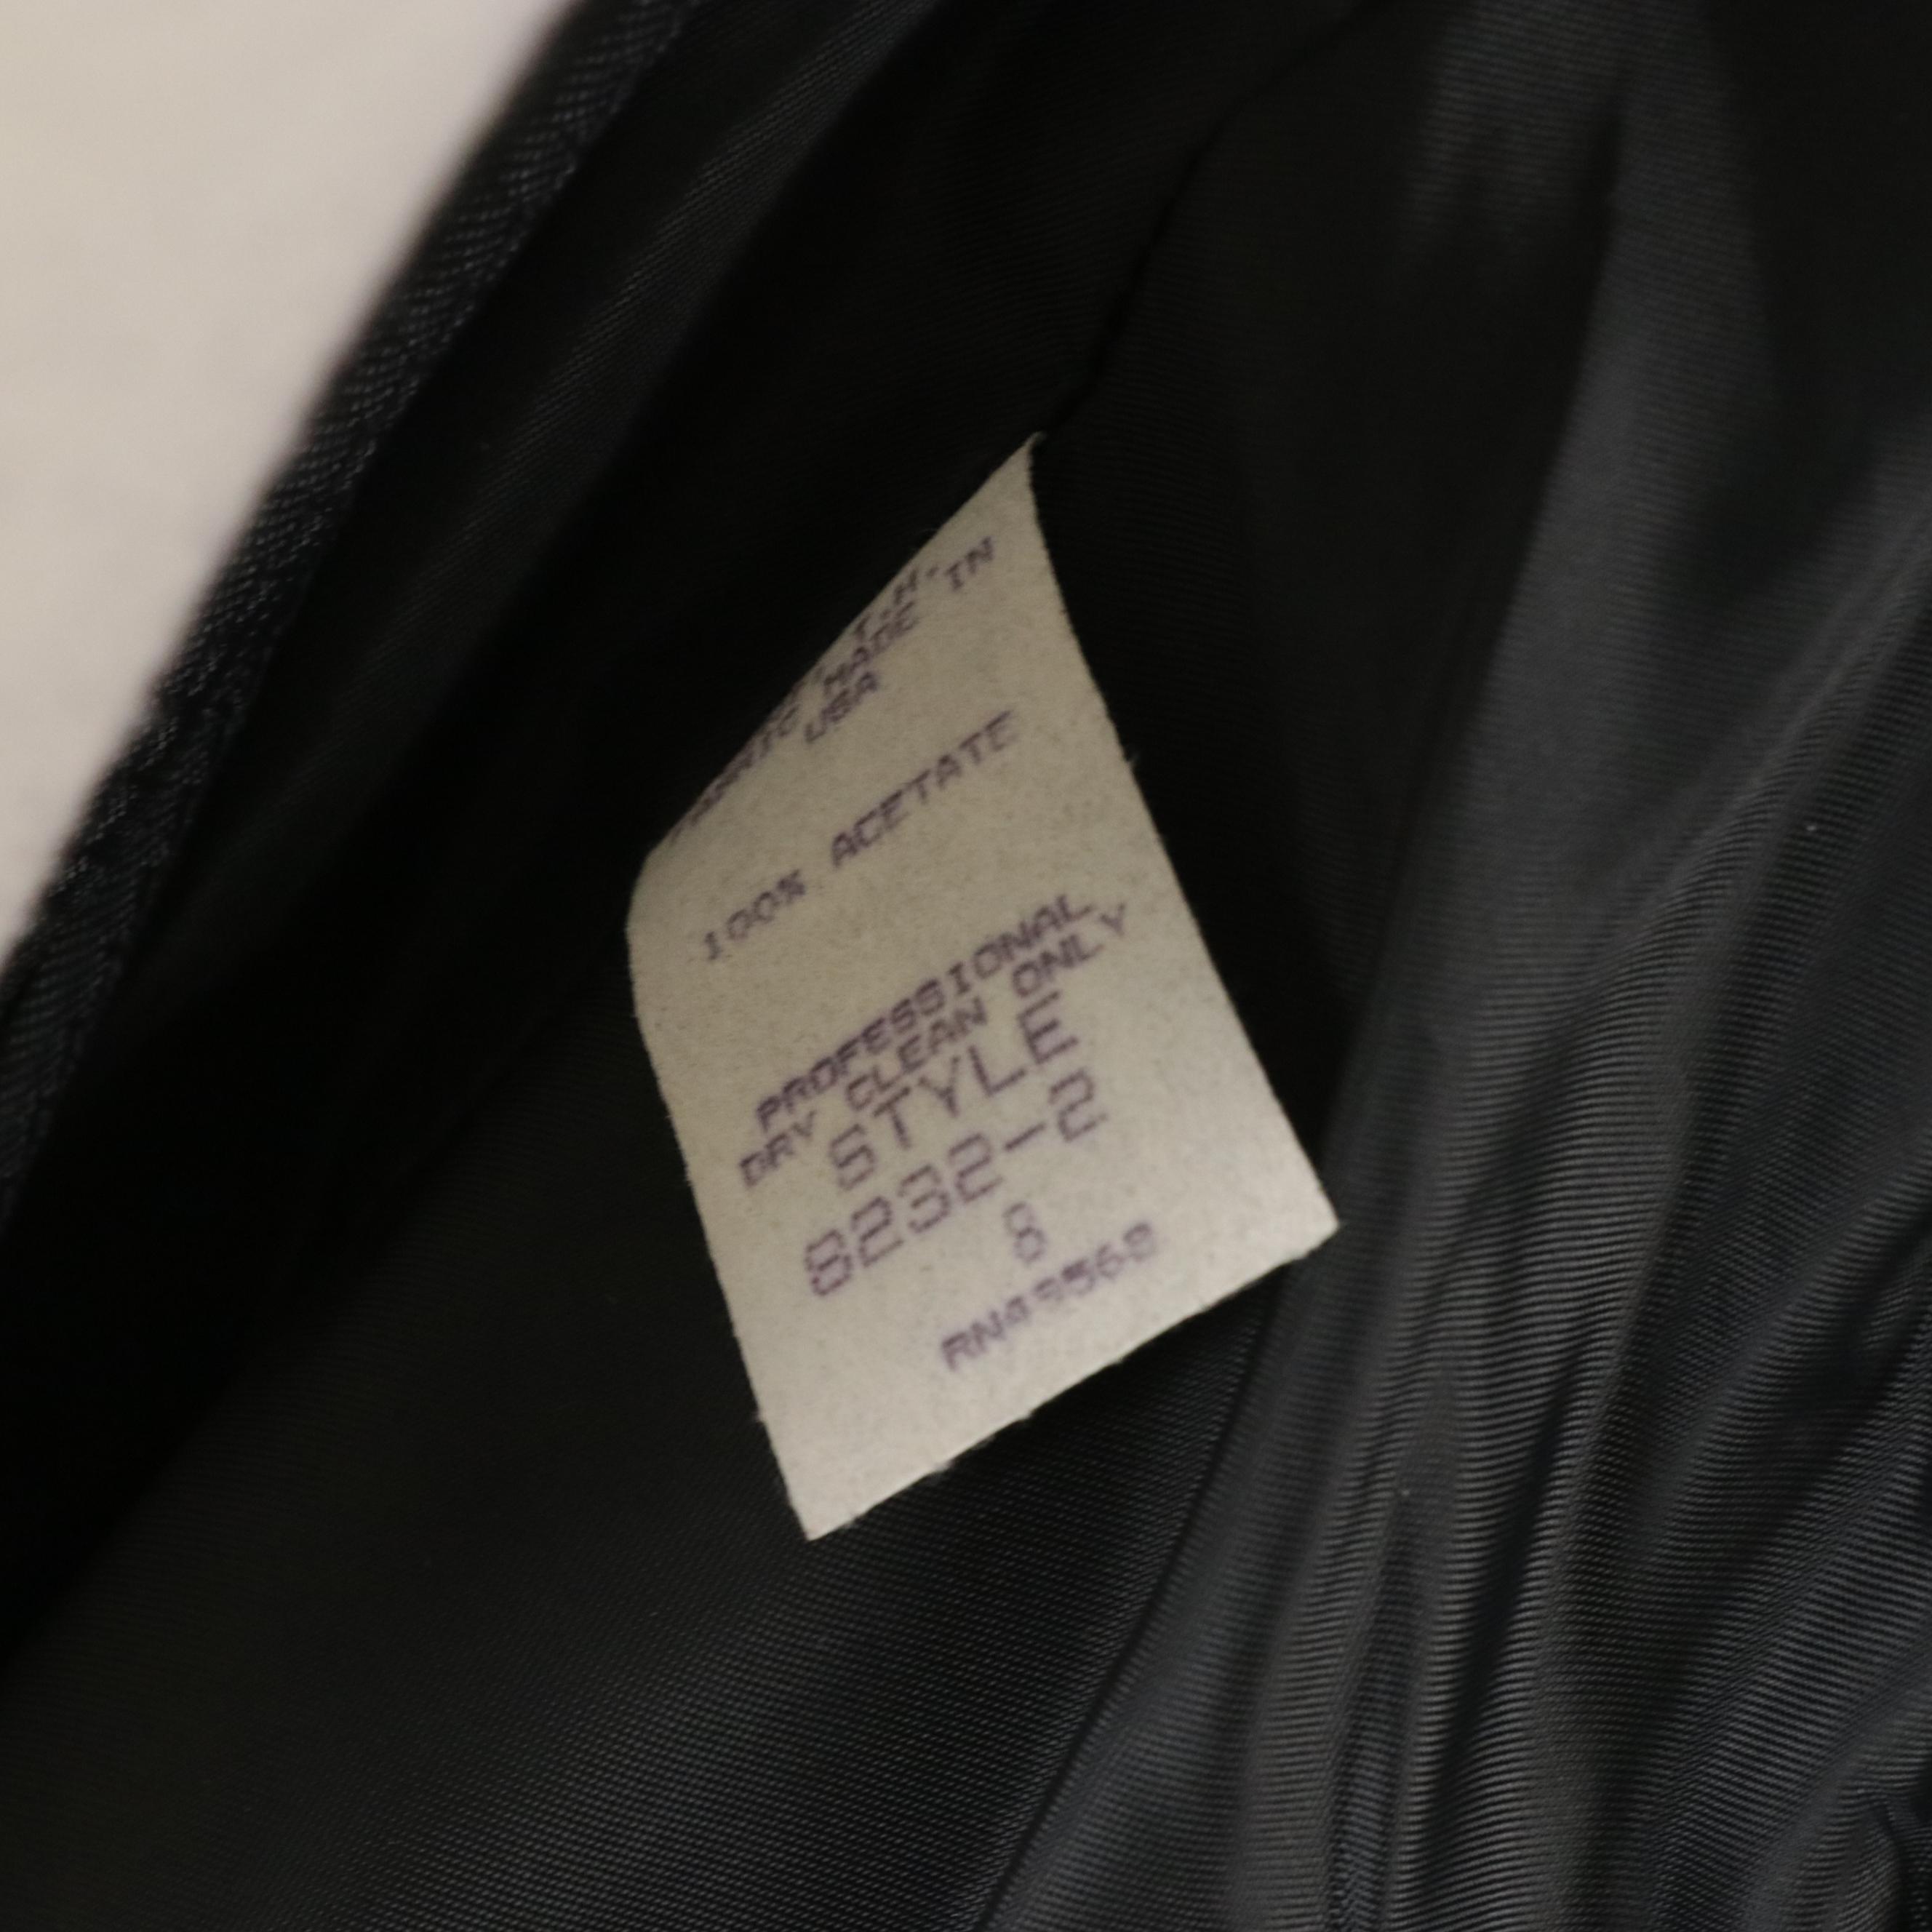 T.H.
MADE IN
USA
100% ACETATE
PROFESSIONAL
DRY CLEAN ONLY
STYLE
8232-2
8